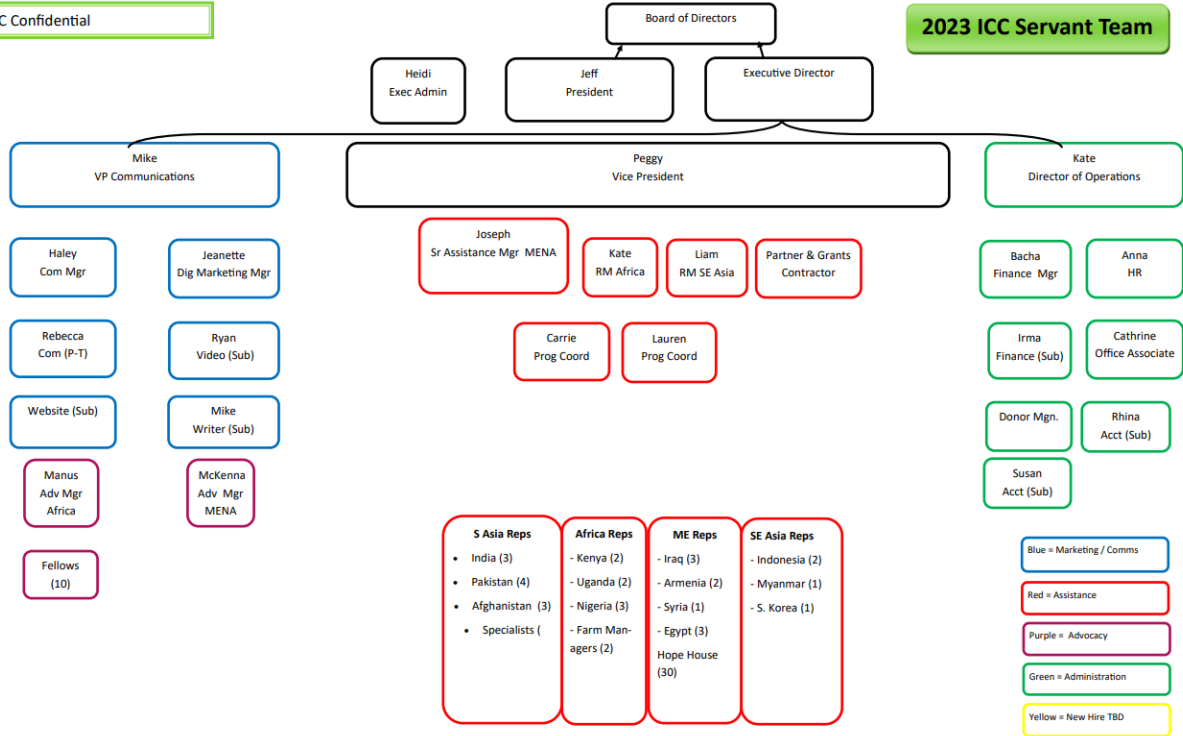 C Confidential
Board of Directors
2023 ICC Servant Team
Heidi
Exec Admin
Jeff
President
Executive Director
Mike
VP Communications
Peggy
Vice President
Kate
Director of Operations
Haley
Com Mgr
Jeanette
Dig Marketing Mgr
Joseph
Sr Assistance Mgr MENA
Kate
RM Africa
Liam
RM SE Asia
Partner & Grants
Contractor
Bacha
Finance Mgr
Anna
HR
Rebecca
Com (P-T)
Ryan
Video (Sub)
Carrie
Prog Coord
Lauren
Prog Coord
Irma
Finance (Sub)
Cathrine
Office Associate
Website (Sub)
Mike
Writer (Sub)
Donor Mgn.
Rhina
Acct (Sub)
Manus
Adv Mgr
Africa
McKenna
Adv Mgr
MENA
Susan
Acct (Sub)
Fellows
(10)
S Asia Reps
• India (3)
• Pakistan (4)
• Afghanistan (3)
• Specialists (
Africa Reps
- Kenya (2)
- Uganda (2)
- Nigeria (3)
- Farm Man-
agers (2)
ME Reps
- Iraq (3)
- Armenia (2)
- Syria (1)
- Egypt (3)
Hope House
(30)
SE Asia Reps
- Indonesia (2)
- Myanmar (1)
- S. Korea (1)
Blue = Marketing / Comms
Red = Assistance
Purple = Advocacy
Green = Administration
Yellow = New Hire TBD